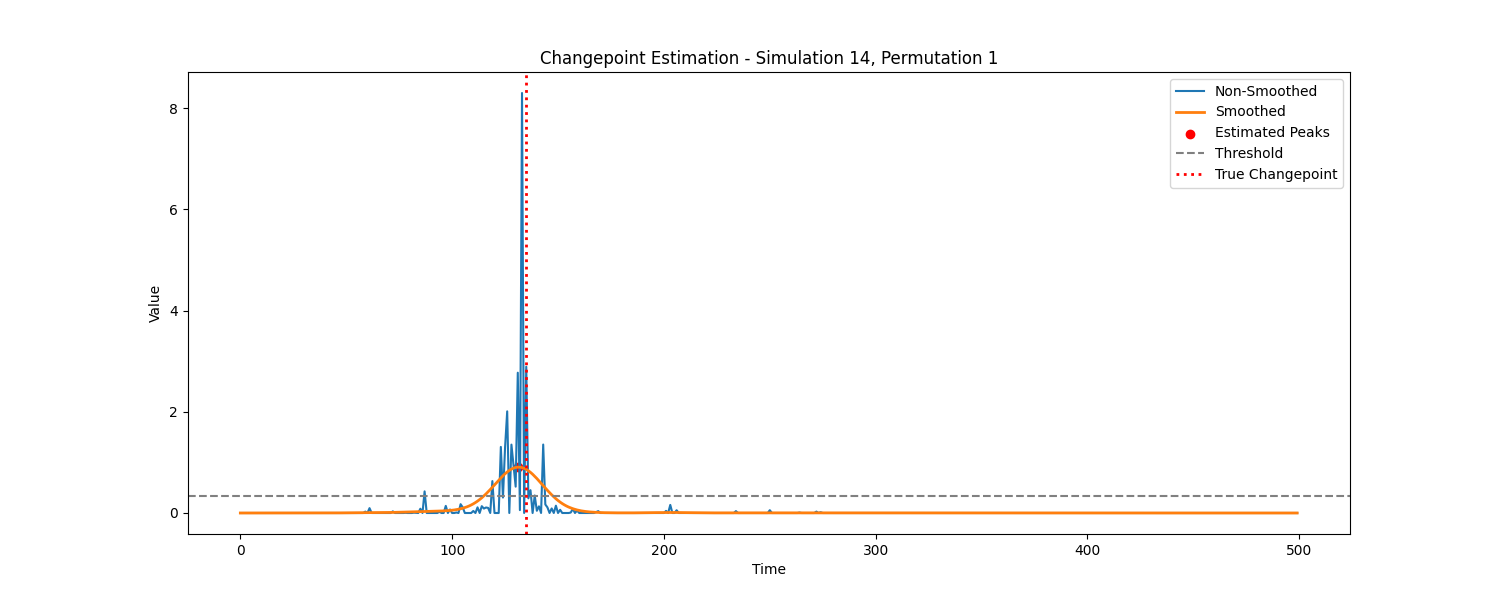 Changepoint Estimation - Simulation 14, Permutation 1
Non-Smoothed
Smoothed
Estimated Peaks
Threshold
True Changepoint
Value
8
6
4
2
0
0 100 200 300 400 500
Time